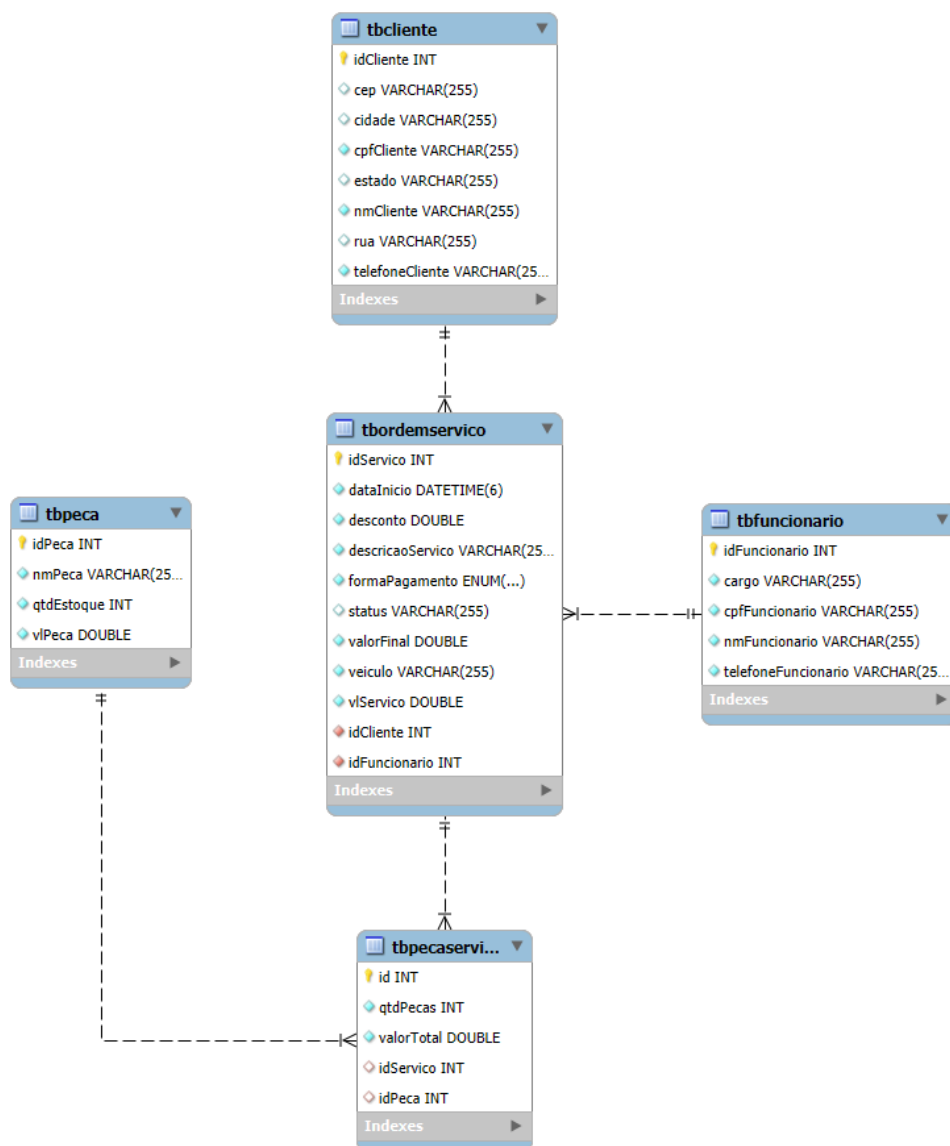 tbcliente
idCliente INT
cep VARCHAR(255)
cidade VARCHAR(255)
cpfCliente VARCHAR(255)
estado VARCHAR(255)
nmCliente VARCHAR(255)
rua VARCHAR(255)
telefoneCliente VARCHAR(25...
Indexes
tbordemservico
idServico INT
dataInicio DATETIME(6)
desconto DOUBLE
descricaoServico VARCHAR(25...
formaPagamento ENUM(...)
status VARCHAR(255)
valorFinal DOUBLE
veiculo VARCHAR(255)
vlServico DOUBLE
idCliente INT
idFuncionario INT
Indexes
tbpeca
idPeca INT
nmPeca VARCHAR(25...
qtdEstoque INT
vlPeca DOUBLE
Indexes
tbfuncionario
idFuncionario INT
cargo VARCHAR(255)
cpfFuncionario VARCHAR(255)
nmFuncionario VARCHAR(255)
telefoneFuncionario VARCHAR(25...
Indexes
tbpecaservi...
id INT
qtdPecas INT
valorTotal DOUBLE
idServico INT
idPeca INT
Indexes